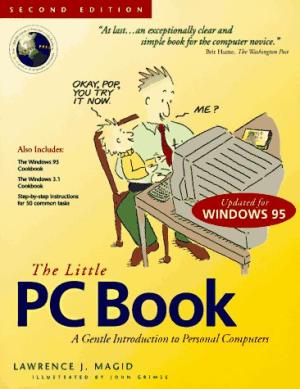 SECOND EDITION
"At last...an exceptionally clear and
simple book for the computer novice."
Brit Hume, The Washington Post
OKAY, POP,
YOU TRY
IT NOW.
ME?
Also Includes:
The Windows 95
Cookbook
The Windows 3.1
Cookbook
Step-by-step instructions
for 50 common tasks
Updated for
WINDOWS 95
The Little
PC Book
A Gentle Introduction to Personal Computers
LAWRENCE J. MAGID
ILLUSTRATED BY JOHN GRIMES